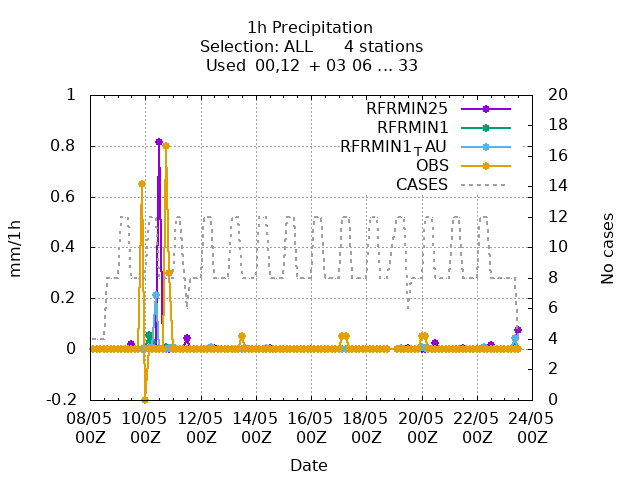 1h Precipitation
Selection: ALL 4 stations
Used 00,12 + 03 06 ... 33
RFRMIN25
RFRMIN1
RFRMIN1TAU
OBS
CASES
mm/1h
1
0.8
0.6
0.4
0.2
0
-0.2
No cases
20
18
16
14
12
10
8
6
4
2
0
08/05 10/05 12/05 14/05 16/05 18/05 20/05 22/05 24/05
00Z 00Z 00Z 00Z 00Z 00Z 00Z 00Z 00Z
Date